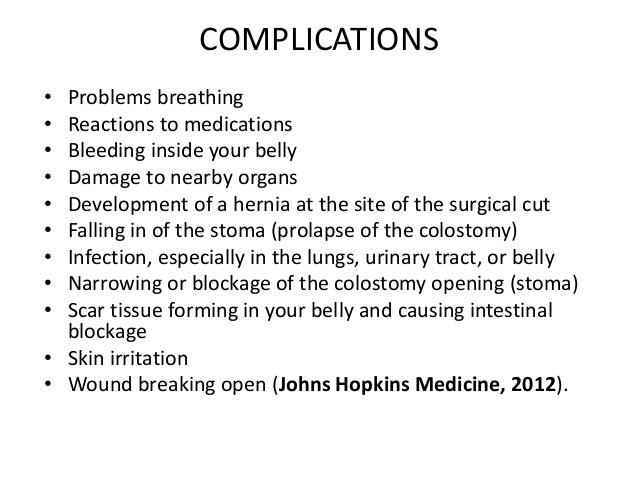 COMPLICATIONS
• Problems breathing
• Reactions to medications
• Bleeding inside your belly
• Damage to nearby organs
• Development of a hernia at the site of the surgical cut
• Falling in of the stoma (prolapse of the colostomy)
• Infection, especially in the lungs, urinary tract, or belly
• Narrowing or blockage of the colostomy opening (stoma)
• Scar tissue forming in your belly and causing intestinal
blockage
• Skin irritation
• Wound breaking open (Johns Hopkins Medicine, 2012).